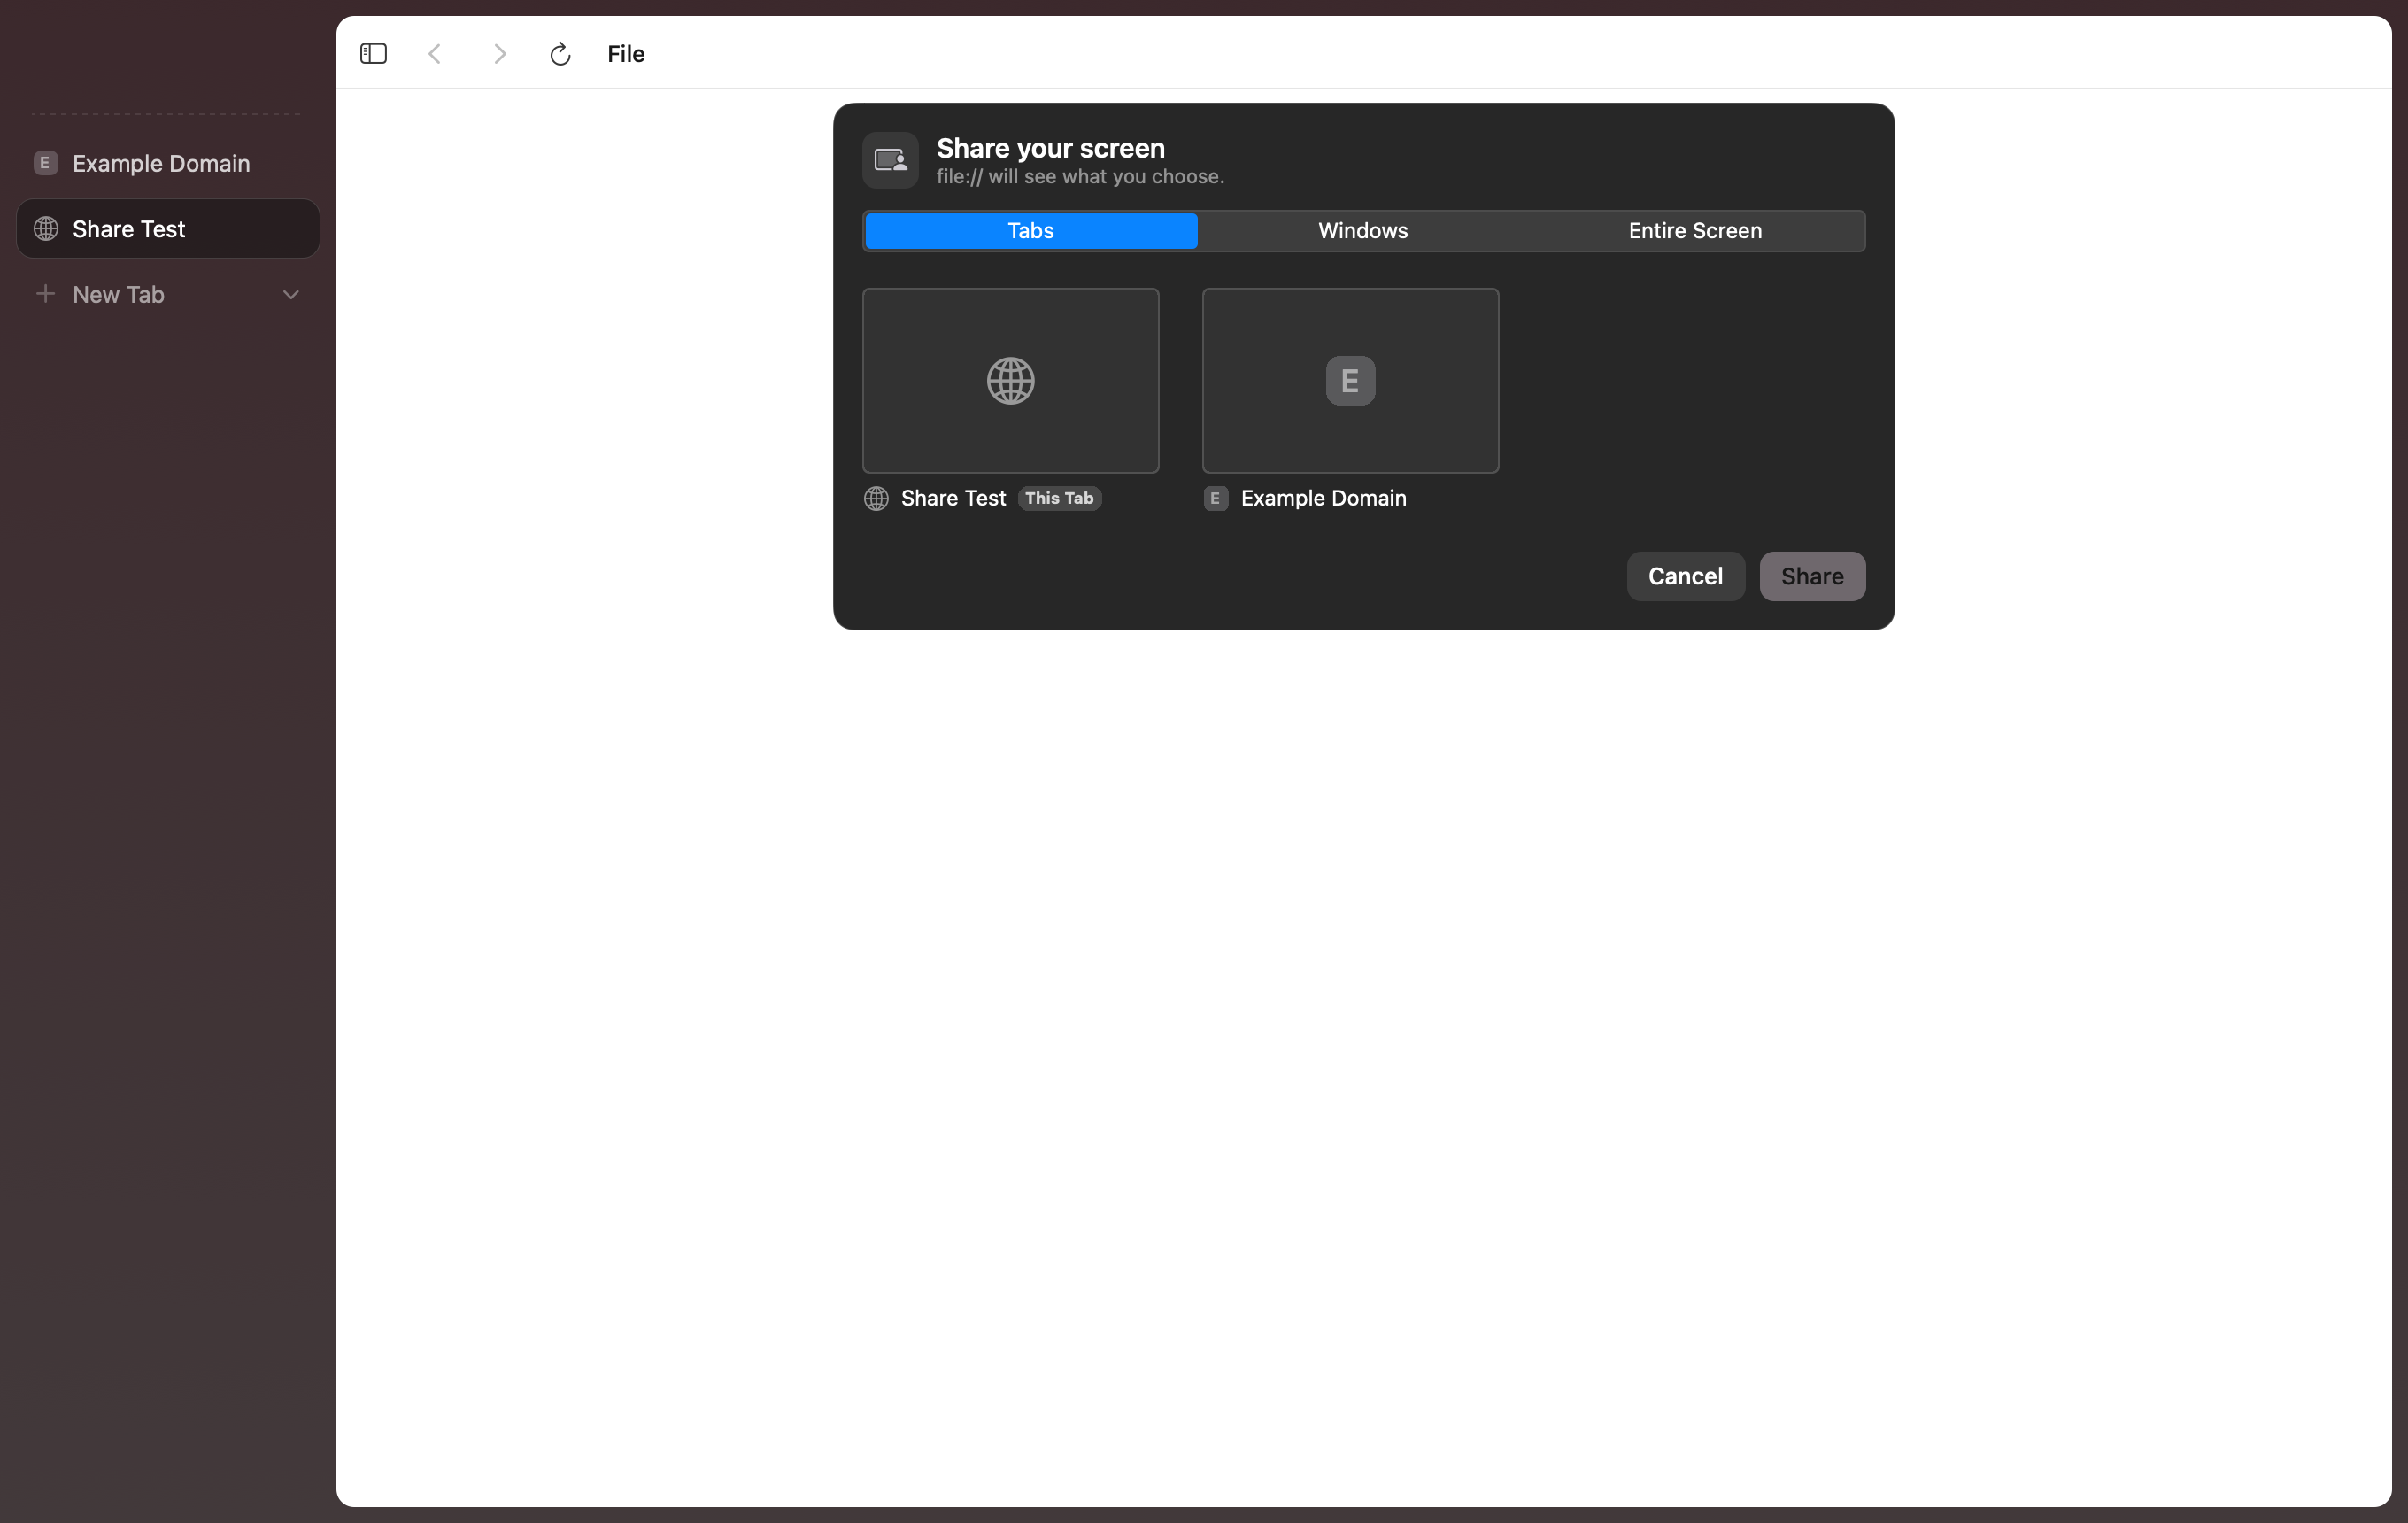 File
E Example Domain
Share Test
New Tab
Share your screen
file:// will see what you choose.
Tabs Windows Entire Screen
E
Share Test This Tab
E Example Domain
Cancel Share